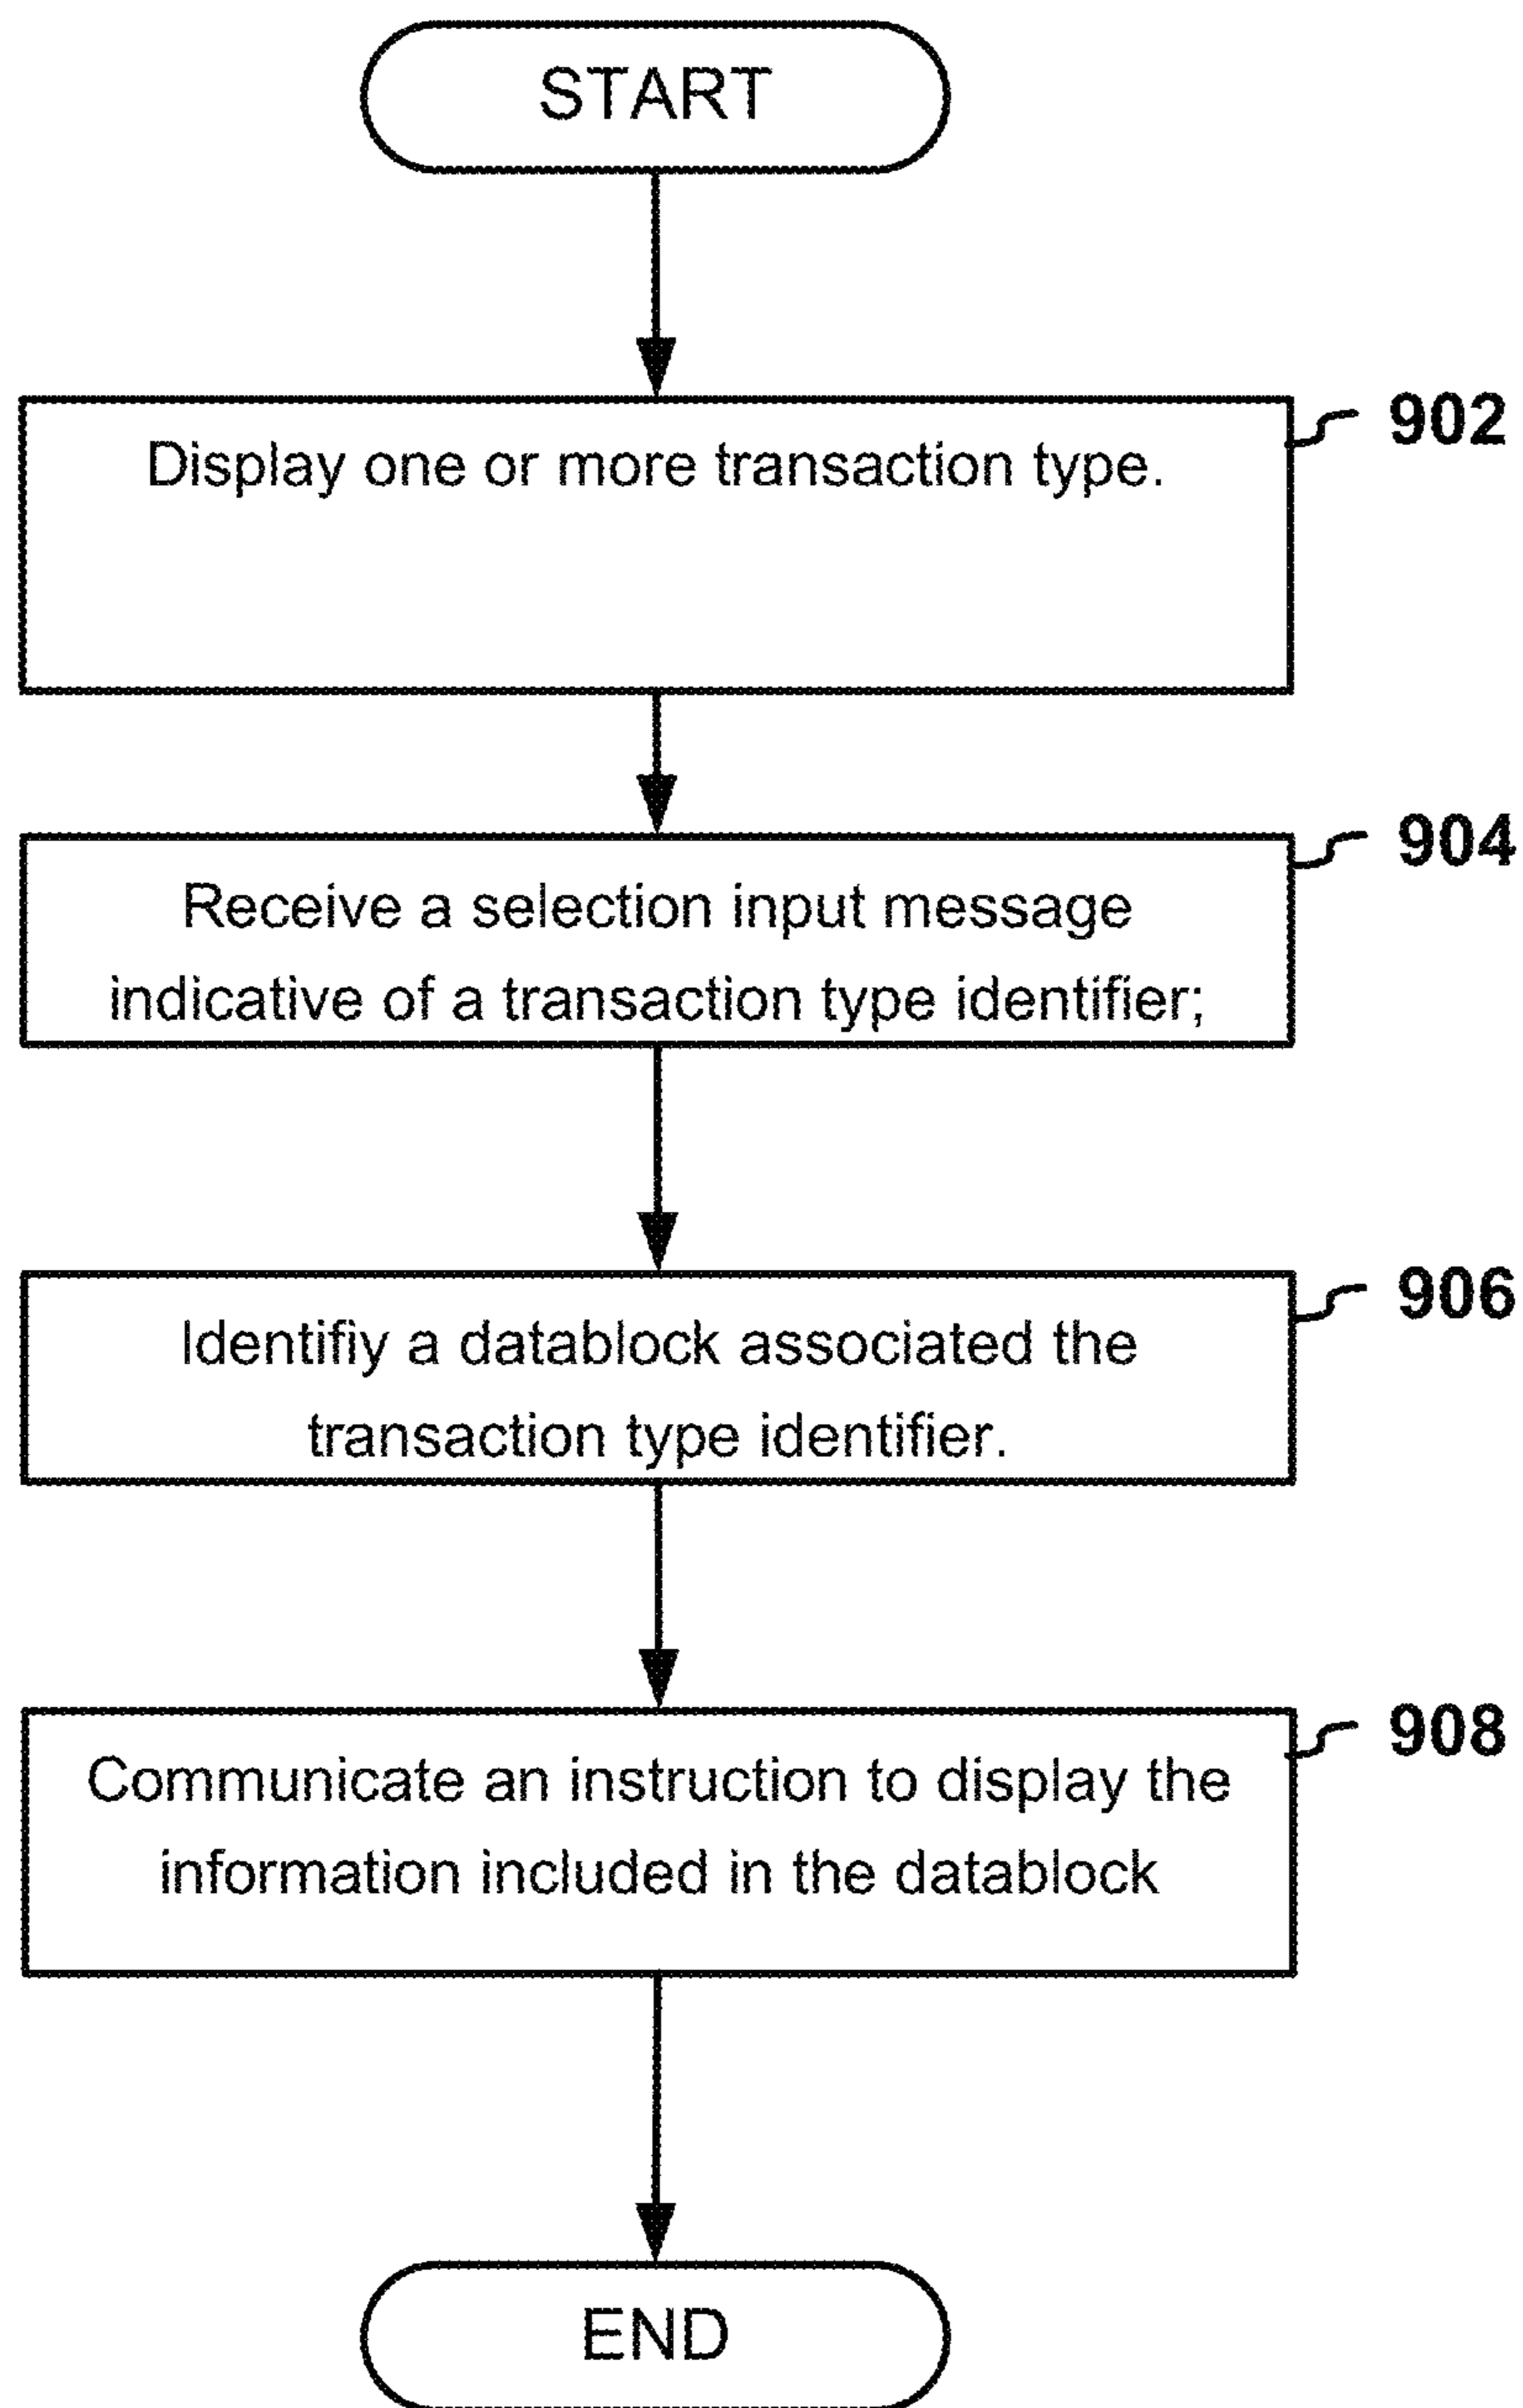 START
902
Display one or more transaction type.
904
Receive a selection input message
indicative of a transaction type identifier;
906
Identifiy a datablock associated the
transaction type identifier.
908
Communicate an instruction to display the
information included in the datablock
END